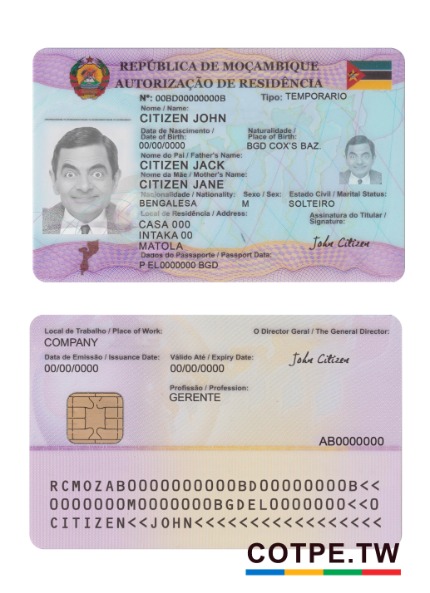 REPÚBLICA DE MOÇAMBIQUE
AUTORIZAÇÃO DE RESIDÊNCIA
Nº: 00BD00000000B Tipo: TEMPORARIO
Nome / Name:
CITIZEN JOHN
Data de Nascimento / Naturalidade /
Date of Birth: Place of Birth:
00/00/0000 BGD COX'S BAZ.
Nome do Pai / Father's Name:
CITIZEN JACK
Nome da Mãe / Mother's Name:
CITIZEN JANE
Nacionalidade / Nationality: Sexo / Sex: Estado Civil / Marital Status:
BENGALESA M SOLTEIRO
Local de Residência / Address: Assinatura do Titular /
Signature:
CASA 000
INTAKA 00 John Citizen
MATOLA
Dados do Passaporte / Passport Data:
P EL0000000 BGD
Local de Trabalho / Place of Work: O Director Geral / The General Director:
COMPANY
Data de Emissão / Issuance Date: Válido Até / Expiry Date: John Citizen
00/00/0000 00/00/0000
Profissão / Profession:
GERENTE
AB0000000
RCMOZAB0000000000BD00000000B<<
0000000M0000000BGDEL0000000<<0
CITIZEN<<JOHN<<<<<<<<<<<<<<<<<
COTPE.TW